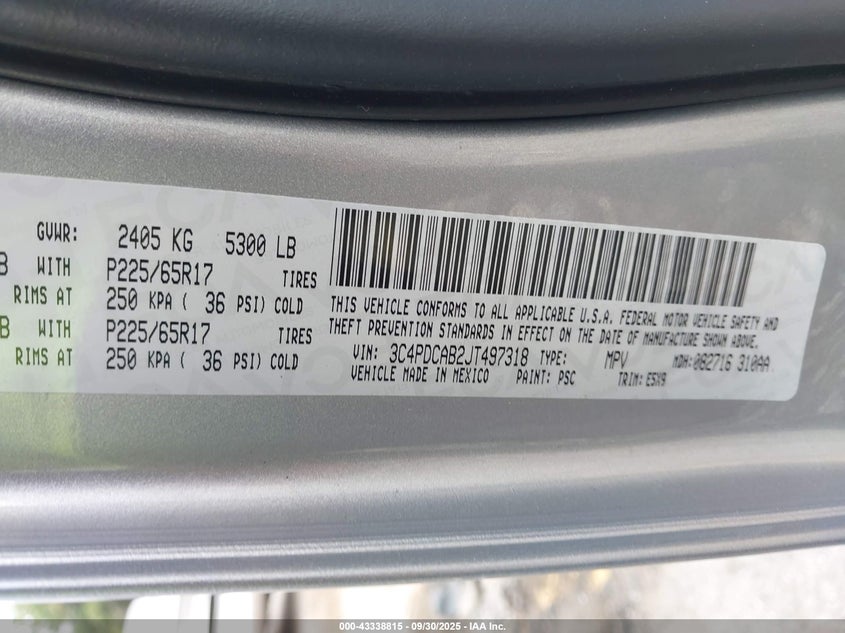 GVWR: 2405 KG 5300 LB
B WITH P225/65R17 TIRES
RIMS AT 250 KPA ( 36 PSI) COLD
B WITH P225/65R17 TIRES
RIMS AT 250 KPA ( 36 PSI) COLD
THIS VEHICLE CONFORMS TO ALL APPLICABLE U.S.A. FEDERAL MOTOR VEHICLE SAFETY AND
THEFT PREVENTION STANDARDS IN EFFECT ON THE DATE OF MANUFACTURE SHOWN ABOVE.
VIN: 3C4PDCAB2JT497318 TYPE: MPV MDH: 082716 310AA
VEHICLE MADE IN MEXICO PAINT: PSC TRIM: E5X9
000-43338815 - 09/30/2025 - IAA Inc.